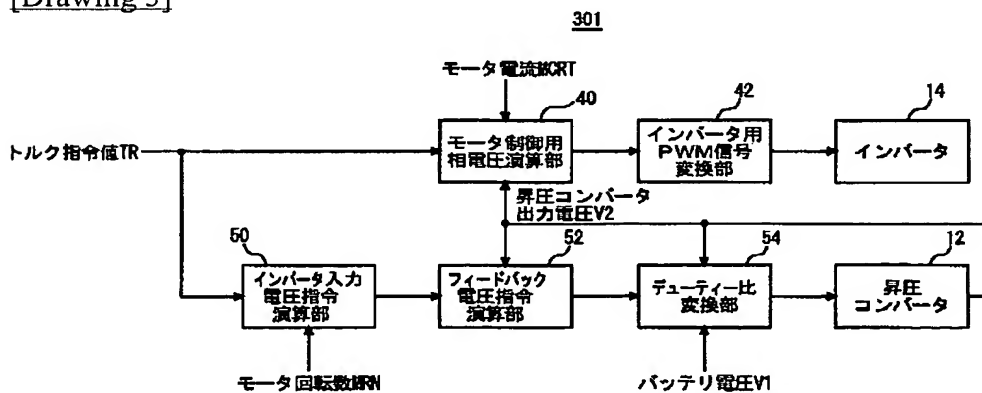 [Drawing 3]
301
モータ電流MCRT
40
42
14
トルク指令値TR
モータ制御用
相電圧演算部
インバータ用
PWM信号
変換部
インバータ
昇圧コンバータ
出力電圧V2
50
52
54
12
インバータ入力
電圧指令
演算部
フィードバック
電圧指令
演算部
デューティー比
変換部
昇圧
コンバータ
モータ回転数MRN
バッテリ電圧V1